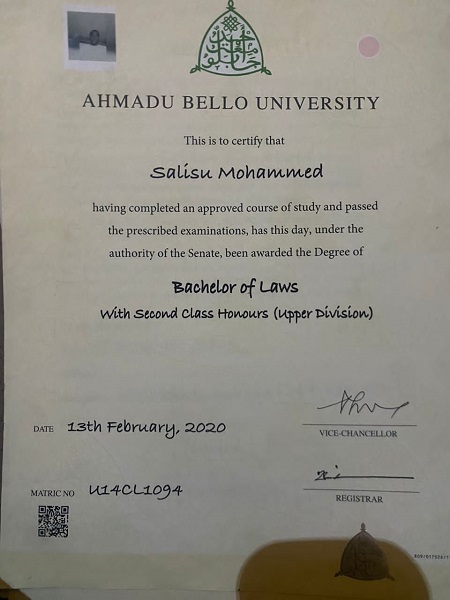 AHMADU BELLO UNIVERSITY
This is to certify that
Salisu Mohammed
having completed an approved course of study and passed
the prescribed examinations, has this day, under the
authority of the Senate, been awarded the Degree of
Bachelor of Laws
With Second Class Honours (Upper Division)
DATE 13th February, 2020
VICE-CHANCELLOR
MATRIC NO U14CL1094
REGISTRAR